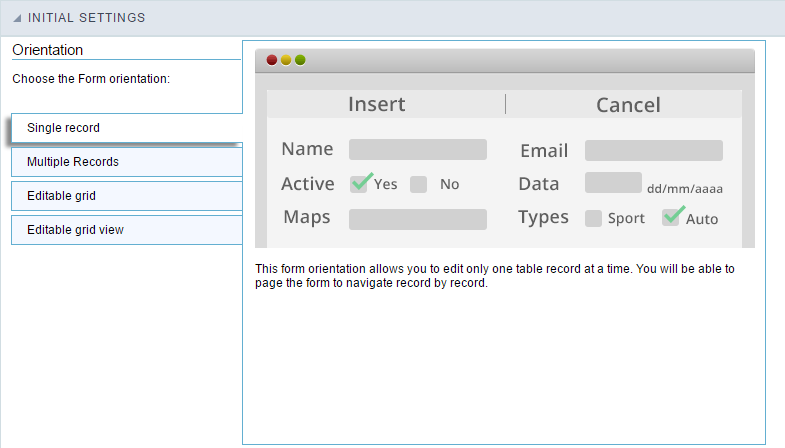 INITIAL SETTINGS
Orientation
Choose the Form orientation:
Single record
Multiple Records
Editable grid
Editable grid view
Insert Cancel
Name Email
Active Yes No Data dd/mm/aaaa
Maps Types Sport Auto
This form orientation allows you to edit only one table record at a time. You will be able to
page the form to navigate record by record.